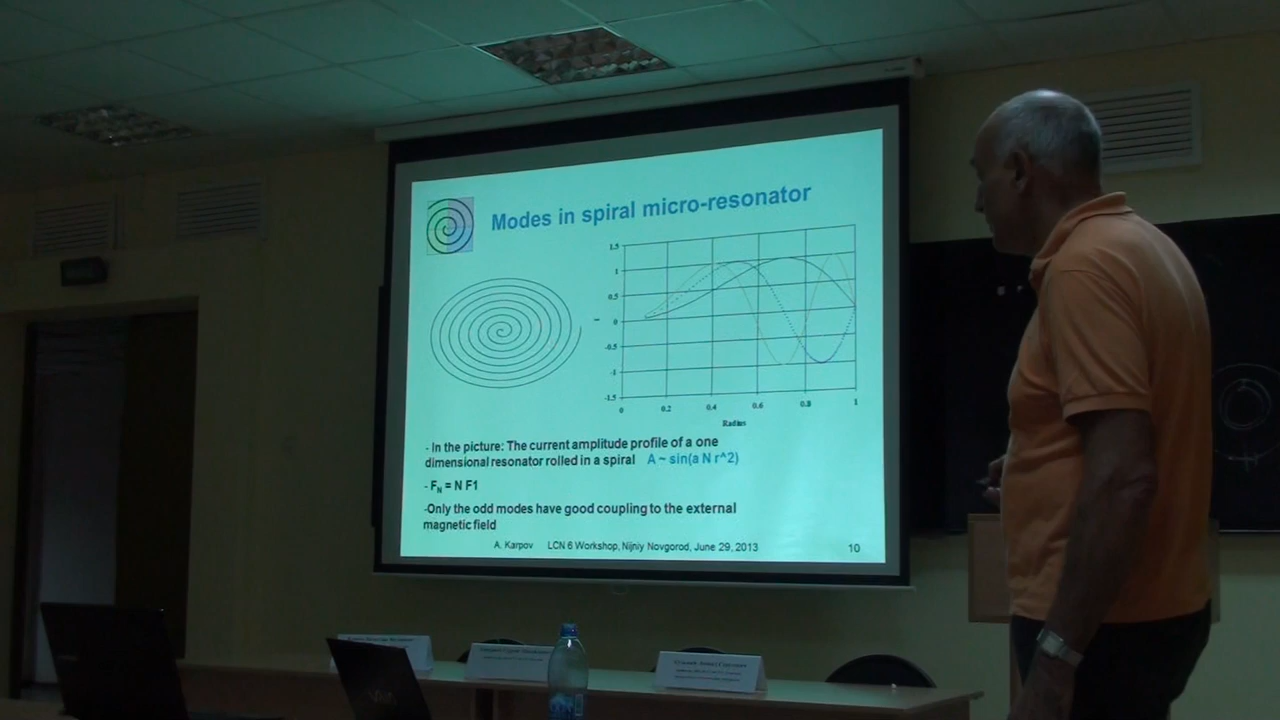 Modes in spiral micro-resonator
1.5
1
0.5
0
-0.5
-1
-1.5
0 0.2 0.4 0.6 0.8 1
Radius
- In the picture: The current amplitude profile of a one
dimensional resonator rolled in a spiral A ~ sin(a N r^2)
- FN = N F1
-Only the odd modes have good coupling to the external
magnetic field
A. Karpov LCN 6 Workshop, Nijniy Novgorod, June 29, 2013 10